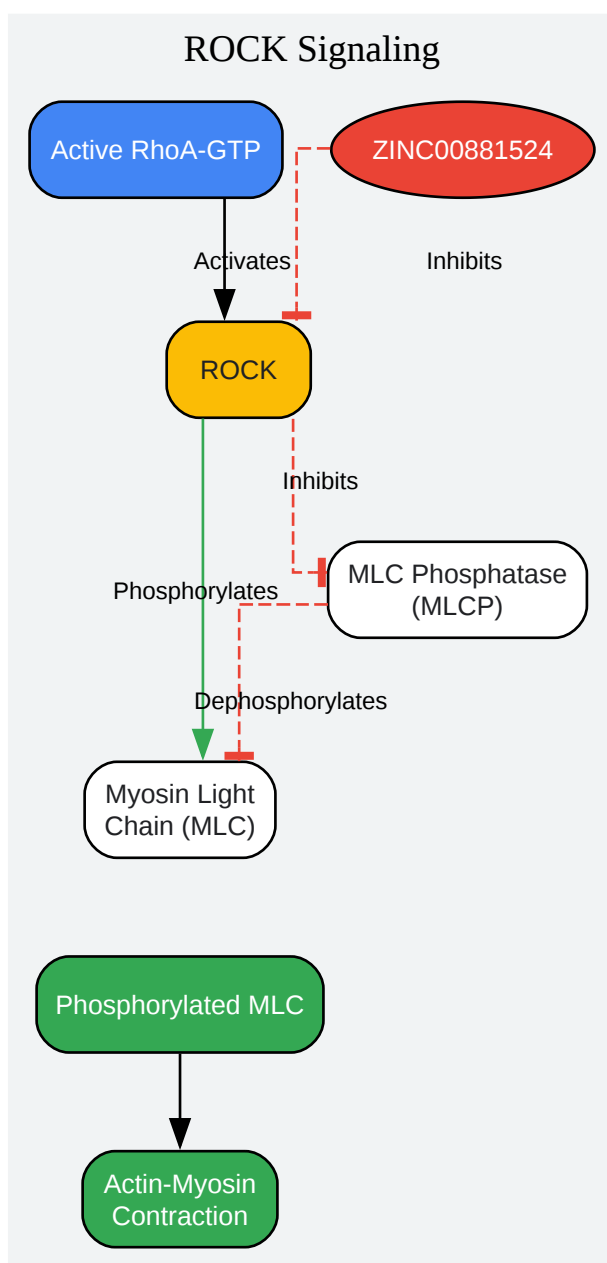 ROCK Signaling
Active RhoA-GTP
ZINC00881524
Activates
Inhibits
ROCK
Inhibits
MLC Phosphatase
(MLCP)
Phosphorylates
Dephosphorylates
Myosin Light
Chain (MLC)
Phosphorylated MLC
Actin-Myosin
Contraction